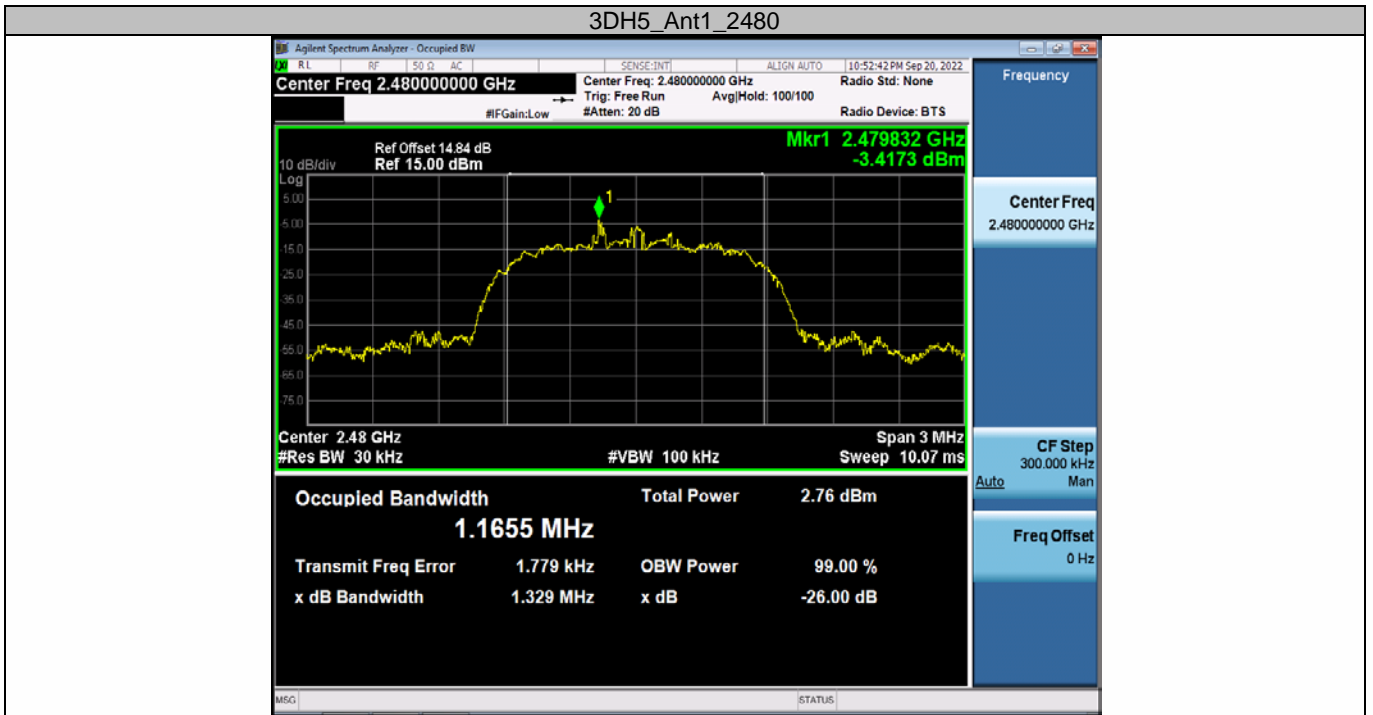 3DH5_Ant1_2480
Agilent Spectrum Analyzer - Occupied BW
RL RF 50 Ω AC SENSE:INT ALIGN AUTO 10:52:42 PM Sep 20, 2022
Center Freq 2.480000000 GHz
Center Freq: 2.480000000 GHz
Radio Std: None
Trig: Free Run Avg|Hold: 100/100
#IFGain:Low
#Atten: 20 dB
Radio Device: BTS
Frequency
Mkr1 2.479832 GHz
-3.4173 dBm
Ref Offset 14.84 dB
10 dB/div Ref 15.00 dBm
Log
1
5.00
-5.00
-15.0
-25.0
-35.0
-45.0
-55.0
-65.0
-75.0
Center Freq
2.480000000 GHz
Center 2.48 GHz Span 3 MHz
#Res BW 30 kHz #VBW 100 kHz Sweep 10.07 ms
CF Step
300.000 kHz
Auto Man
Occupied Bandwidth Total Power 2.76 dBm
1.1655 MHz
Transmit Freq Error 1.779 kHz OBW Power 99.00 %
x dB Bandwidth 1.329 MHz x dB -26.00 dB
Freq Offset
0 Hz
MSG STATUS